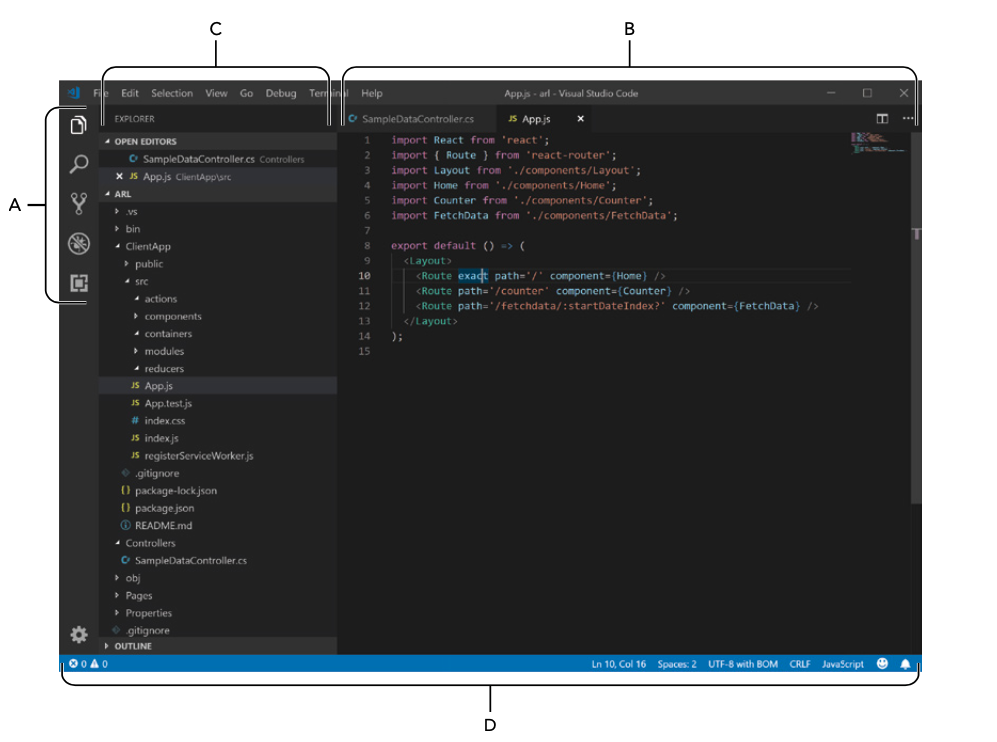 C
B
File Edit Selection View Go Debug Terminal Help
App.js - arl - Visual Studio Code
EXPLORER
SampleDataController.cs
JS App.js
OPEN EDITORS
SampleDataController.cs Controllers
JS App.js ClientApp\src
ARL
.vs
bin
ClientApp
public
src
actions
components
containers
modules
reducers
JS App.js
JS App.test.js
# index.css
JS index.js
JS registerServiceWorker.js
.gitignore
{} package-lock.json
{} package.json
README.md
Controllers
SampleDataController.cs
obj
Pages
Properties
.gitignore
OUTLINE
1 import React from 'react';
2 import { Route } from 'react-router';
3 import Layout from './components/Layout';
4 import Home from './components/Home';
5 import Counter from './components/Counter';
6 import FetchData from './components/FetchData';
7
8 export default () => (
9 <Layout>
10 <Route exact path='/' component={Home} />
11 <Route path='/counter' component={Counter} />
12 <Route path='/fetchdata/:startDateIndex?' component={FetchData} />
13 </Layout>
14 );
15
A
0 0
Ln 10, Col 16 Spaces: 2 UTF-8 with BOM CRLF JavaScript
D